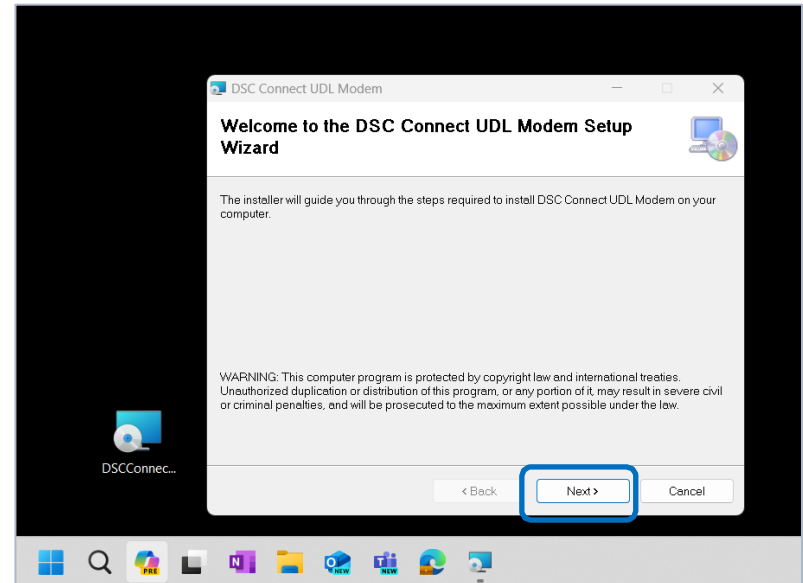 DSC Connect UDL Modem
Welcome to the DSC Connect UDL Modem Setup
Wizard
The installer will guide you through the steps required to install DSC Connect UDL Modem on your
computer.
WARNING: This computer program is protected by copyright law and international treaties.
Unauthorized duplication or distribution of this program, or any portion of it, may result in severe civil
or criminal penalties, and will be prosecuted to the maximum extent possible under the law.
DSCConnec...
< Back
Next >
Cancel
PRE
N
NEW
NEW